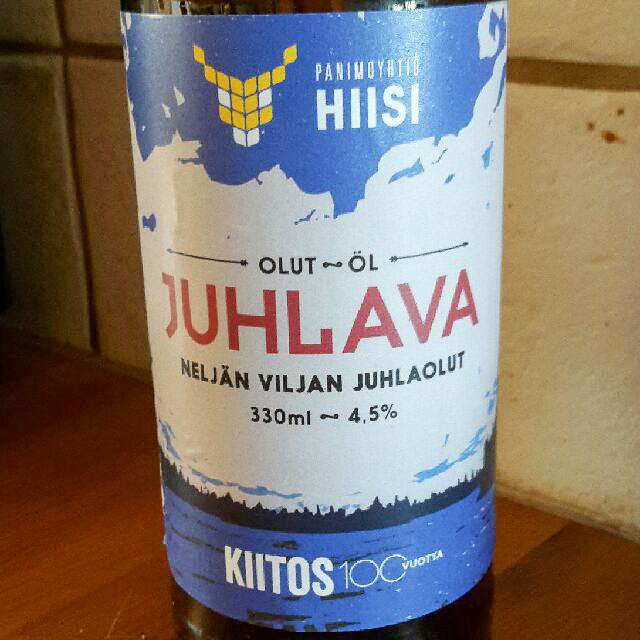 PANIMOYHTIÖ
HIISI
OLUT ~ ÖL
JUHLAVA
NELJÄN VILJAN JUHLAOLUT
330ml ~ 4,5%
KIITOS 100 VUOTTA